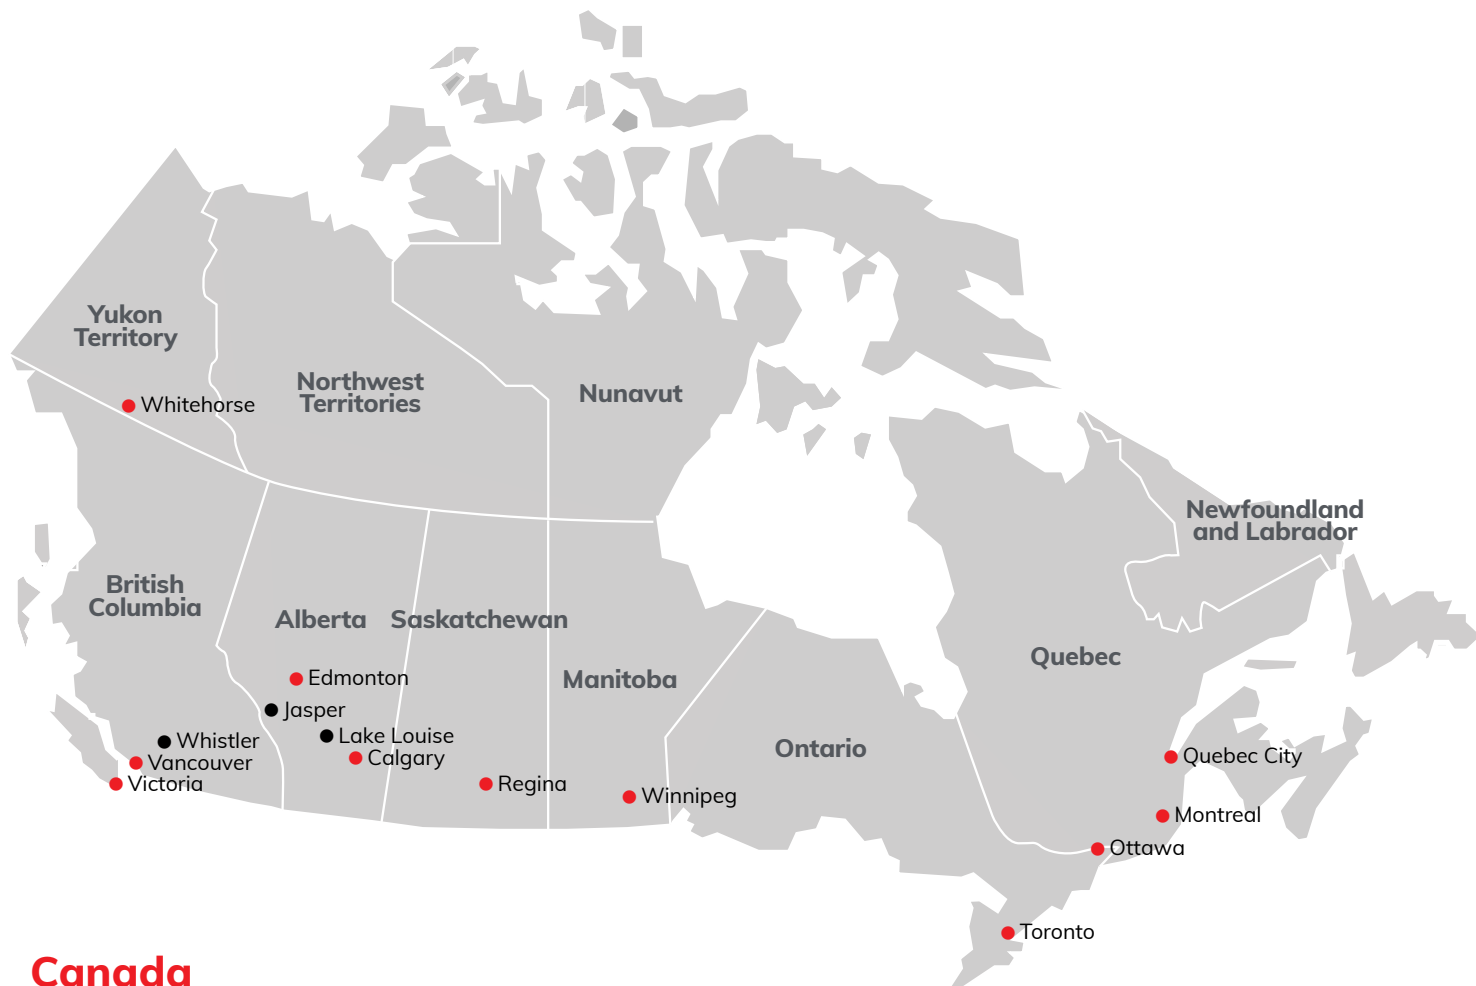 Yukon
Territory
Northwest
Territories
Nunavut
Whitehorse
Newfoundland
and Labrador
British
Columbia
Alberta
Saskatchewan
Quebec
Edmonton
Manitoba
Jasper
Lake Louise
Whistler
Ontario
Quebec City
Calgary
Vancouver
Victoria
Regina
Winnipeg
Montreal
Ottawa
Toronto
Canada